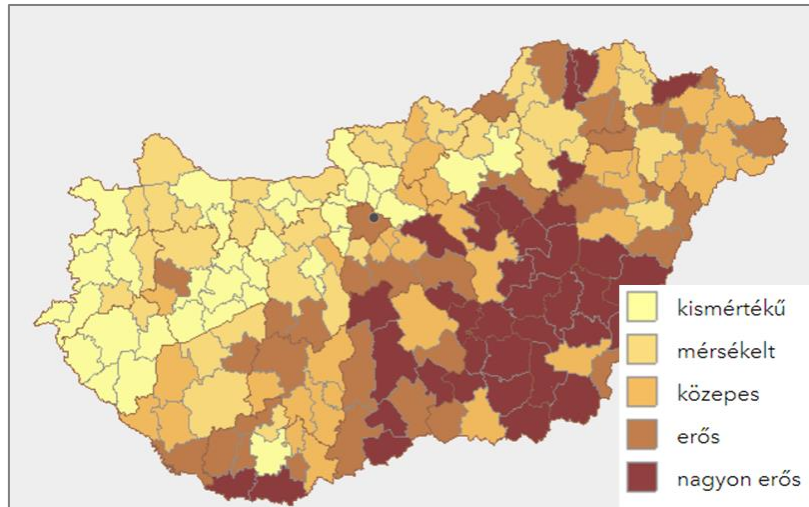 kismértékű
mérsékelt
közepes
erős
nagyon erős